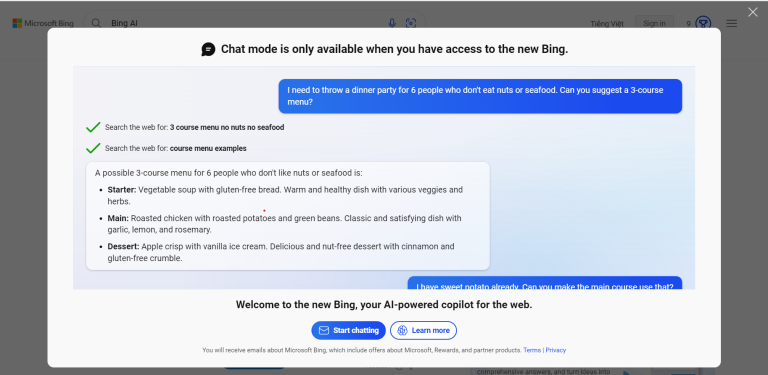 Microsoft Bing
Bing AI
Tiếng Việt
Sign in
9
Chat mode is only available when you have access to the new Bing.
I need to throw a dinner party for 6 people who don't eat nuts or seafood. Can you suggest a 3-course
menu?
Search the web for: 3 course menu no nuts no seafood
Search the web for: course menu examples
A possible 3-course menu for 6 people who don't like nuts or seafood is:
• Starter: Vegetable soup with gluten-free bread. Warm and healthy dish with various veggies and
herbs.
• Main: Roasted chicken with roasted potatoes and green beans. Classic and satisfying dish with
garlic, lemon, and rosemary.
• Dessert: Apple crisp with vanilla ice cream. Delicious and nut-free dessert with cinnamon and
gluten-free crumble.
I have sweet potato already. Can you make the main course use that?
Welcome to the new Bing, your AI-powered copilot for the web.
Start chatting
Learn more
You will receive emails about Microsoft Bing, which include offers about Microsoft, Rewards, and partner products. Terms | Privacy
comprehensive answers, and turn ideas into